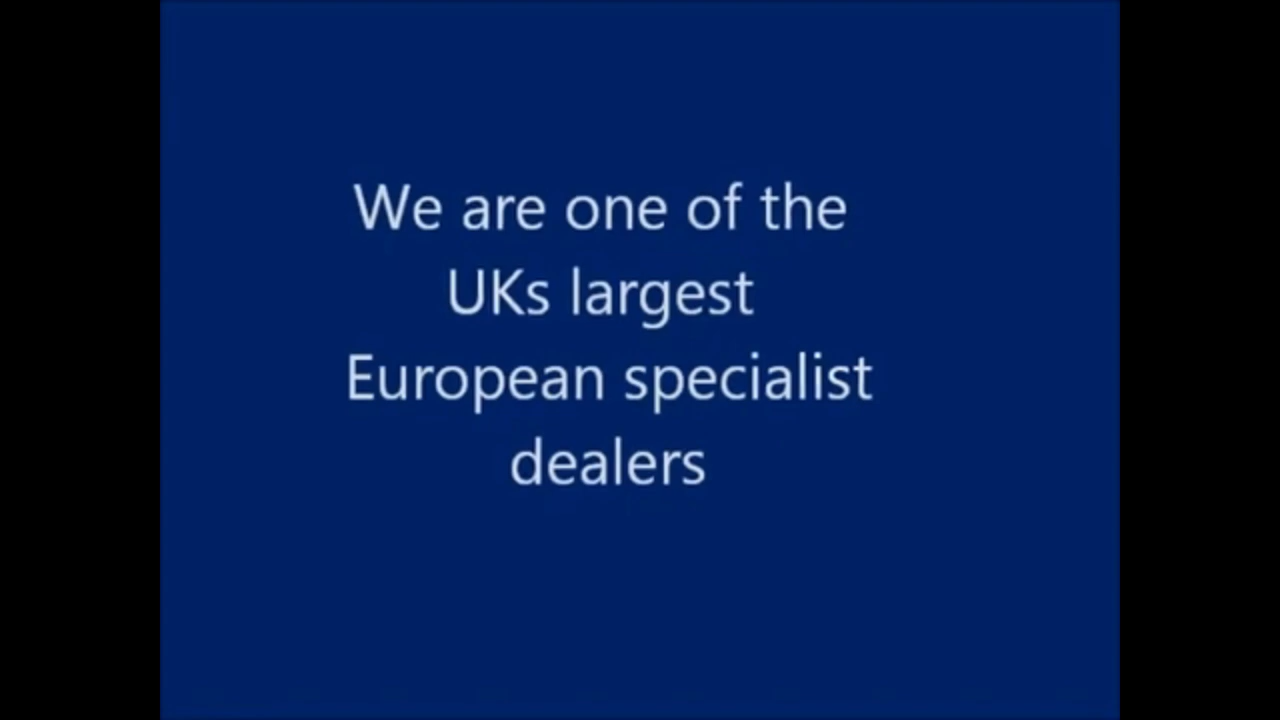 We are one of the
UKs largest
European specialist
dealers